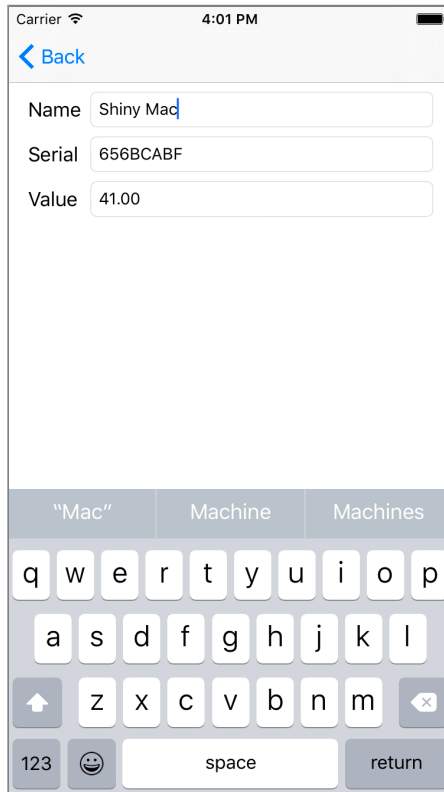 Carrier 4:01 PM
Back
Name Shiny Mac
Serial 656BCABF
Value 41.00
“Mac” Machine Machines
q w e r t y u i o p
a s d f g h j k l
z x c v b n m
123 space return